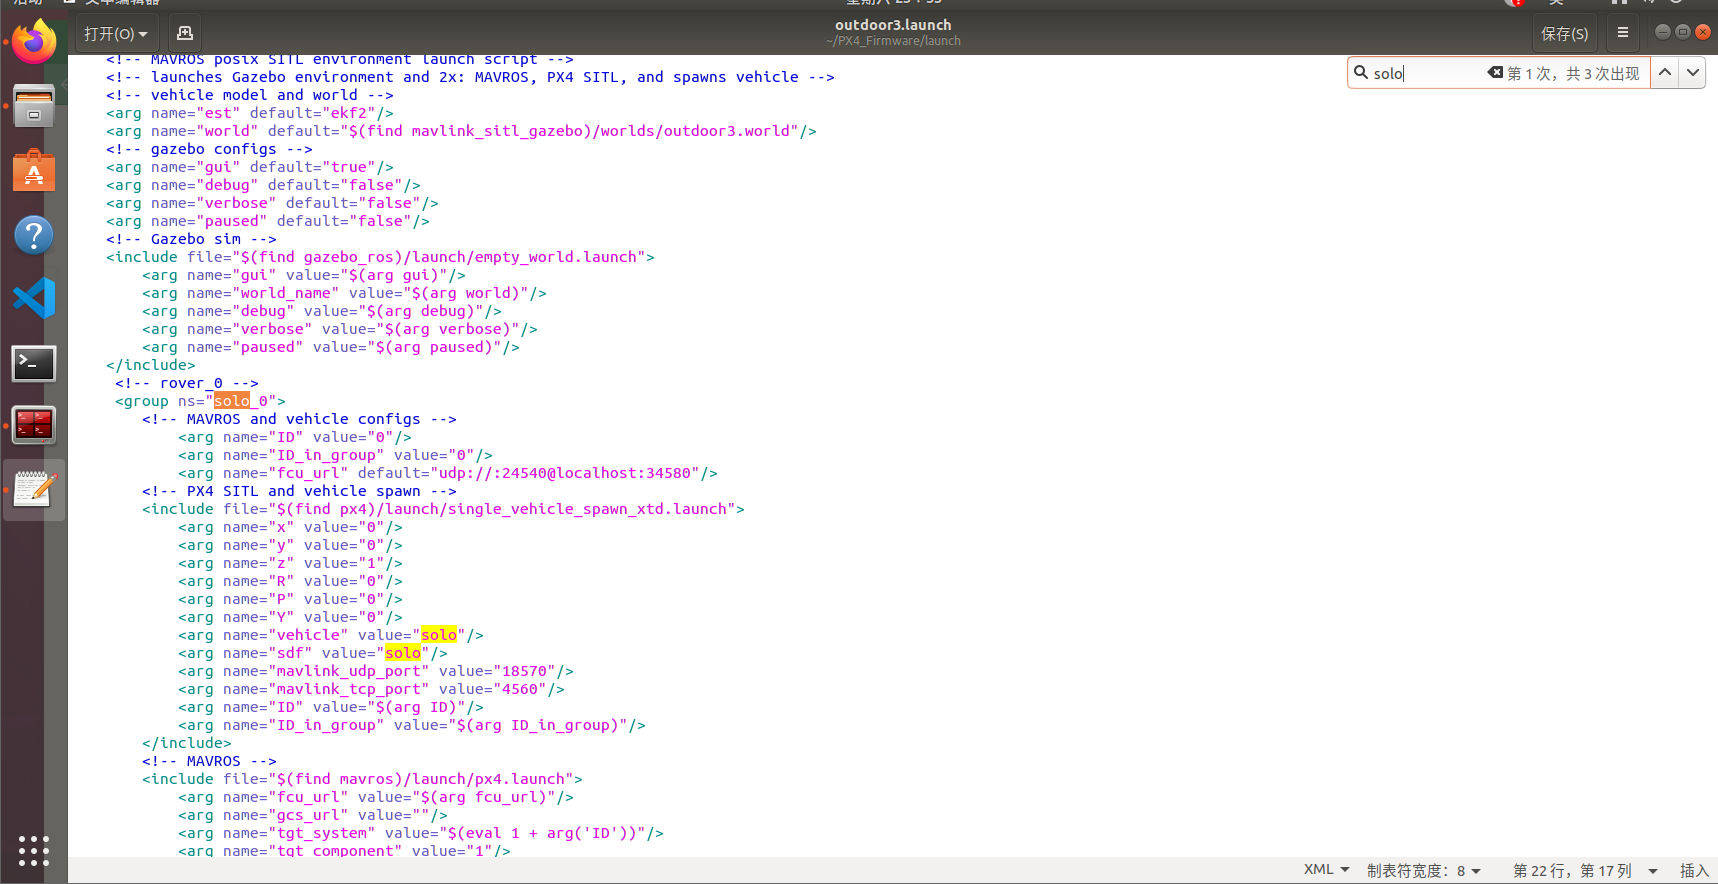 文本编辑器
打开(O)
outdoor3.launch
~/PX4_Firmware/launch
保存(S)
solo
第 1 次，共 3 次出现
<!-- MAVROS posix SITL environment launch script -->
<!-- launches Gazebo environment and 2x: MAVROS, PX4 SITL, and spawns vehicle -->
<!-- vehicle model and world -->
<arg name="est" default="ekf2"/>
<arg name="world" default="$(find mavlink_sitl_gazebo)/worlds/outdoor3.world"/>
<!-- gazebo configs -->
<arg name="gui" default="true"/>
<arg name="debug" default="false"/>
<arg name="verbose" default="false"/>
<arg name="paused" default="false"/>
<!-- Gazebo sim -->
<include file="$(find gazebo_ros)/launch/empty_world.launch">
<arg name="gui" value="$(arg gui)"/>
<arg name="world_name" value="$(arg world)"/>
<arg name="debug" value="$(arg debug)"/>
<arg name="verbose" value="$(arg verbose)"/>
<arg name="paused" value="$(arg paused)"/>
</include>
<!-- rover_0 -->
<group ns="solo_0">
<!-- MAVROS and vehicle configs -->
<arg name="ID" value="0"/>
<arg name="ID_in_group" value="0"/>
<arg name="fcu_url" default="udp://:24540@localhost:34580"/>
<!-- PX4 SITL and vehicle spawn -->
<include file="$(find px4)/launch/single_vehicle_spawn_xtd.launch">
<arg name="x" value="0"/>
<arg name="y" value="0"/>
<arg name="z" value="1"/>
<arg name="R" value="0"/>
<arg name="P" value="0"/>
<arg name="Y" value="0"/>
<arg name="vehicle" value="solo"/>
<arg name="sdf" value="solo"/>
<arg name="mavlink_udp_port" value="18570"/>
<arg name="mavlink_tcp_port" value="4560"/>
<arg name="ID" value="$(arg ID)"/>
<arg name="ID_in_group" value="$(arg ID_in_group)"/>
</include>
<!-- MAVROS -->
<include file="$(find mavros)/launch/px4.launch">
<arg name="fcu_url" value="$(arg fcu_url)"/>
<arg name="gcs_url" value=""/>
<arg name="tgt_system" value="$(eval 1 + arg('ID'))"/>
<arg name="tgt_component" value="1"/>
XML
制表符宽度：8
第 22 行，第 17 列
插入